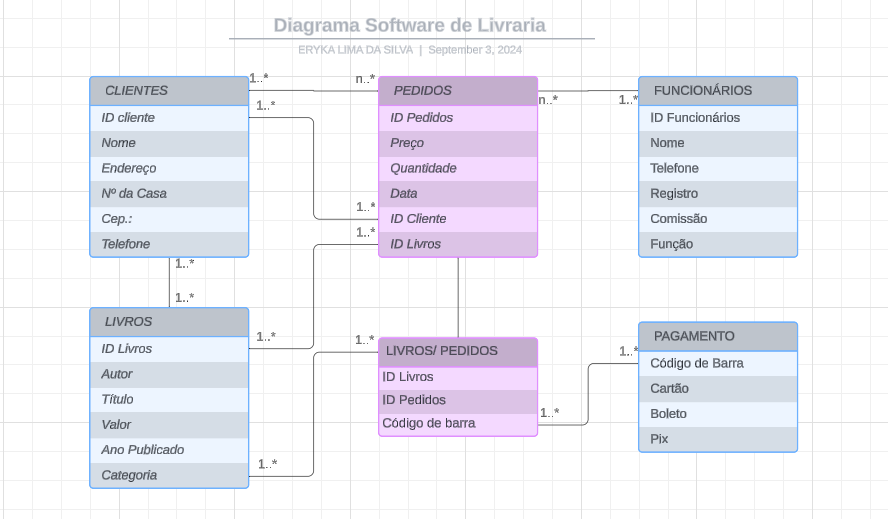 Diagrama Software de Livraria
ERYKA LIMA DA SILVA | September 3, 2024
CLIENTES
ID cliente
Nome
Endereço
Nº da Casa
Cep.:
Telefone
1..*
1..*
n..*
1..*
1..*
PEDIDOS
ID Pedidos
Preço
Quantidade
Data
ID Cliente
ID Livros
n..*
1..*
FUNCIONÁRIOS
ID Funcionários
Nome
Telefone
Registro
Comissão
Função
1..*
1..*
LIVROS
ID Livros
Autor
Título
Valor
Ano Publicado
Categoria
1..*
1..*
1..*
LIVROS/ PEDIDOS
ID Livros
ID Pedidos
Código de barra
1..*
1..*
PAGAMENTO
Código de Barra
Cartão
Boleto
Pix